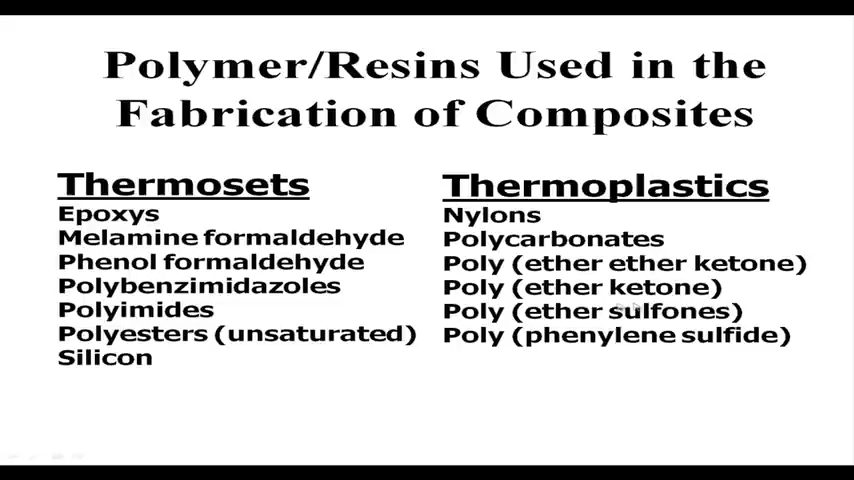 Polymer/Resins Used in the
Fabrication of Composites
Thermosets
Epoxys
Melamine formaldehyde
Phenol formaldehyde
Polybenzimidazoles
Polyimides
Polyesters (unsaturated)
Silicon
Thermoplastics
Nylons
Polycarbonates
Poly (ether ether ketone)
Poly (ether ketone)
Poly (ether sulfones)
Poly (phenylene sulfide)